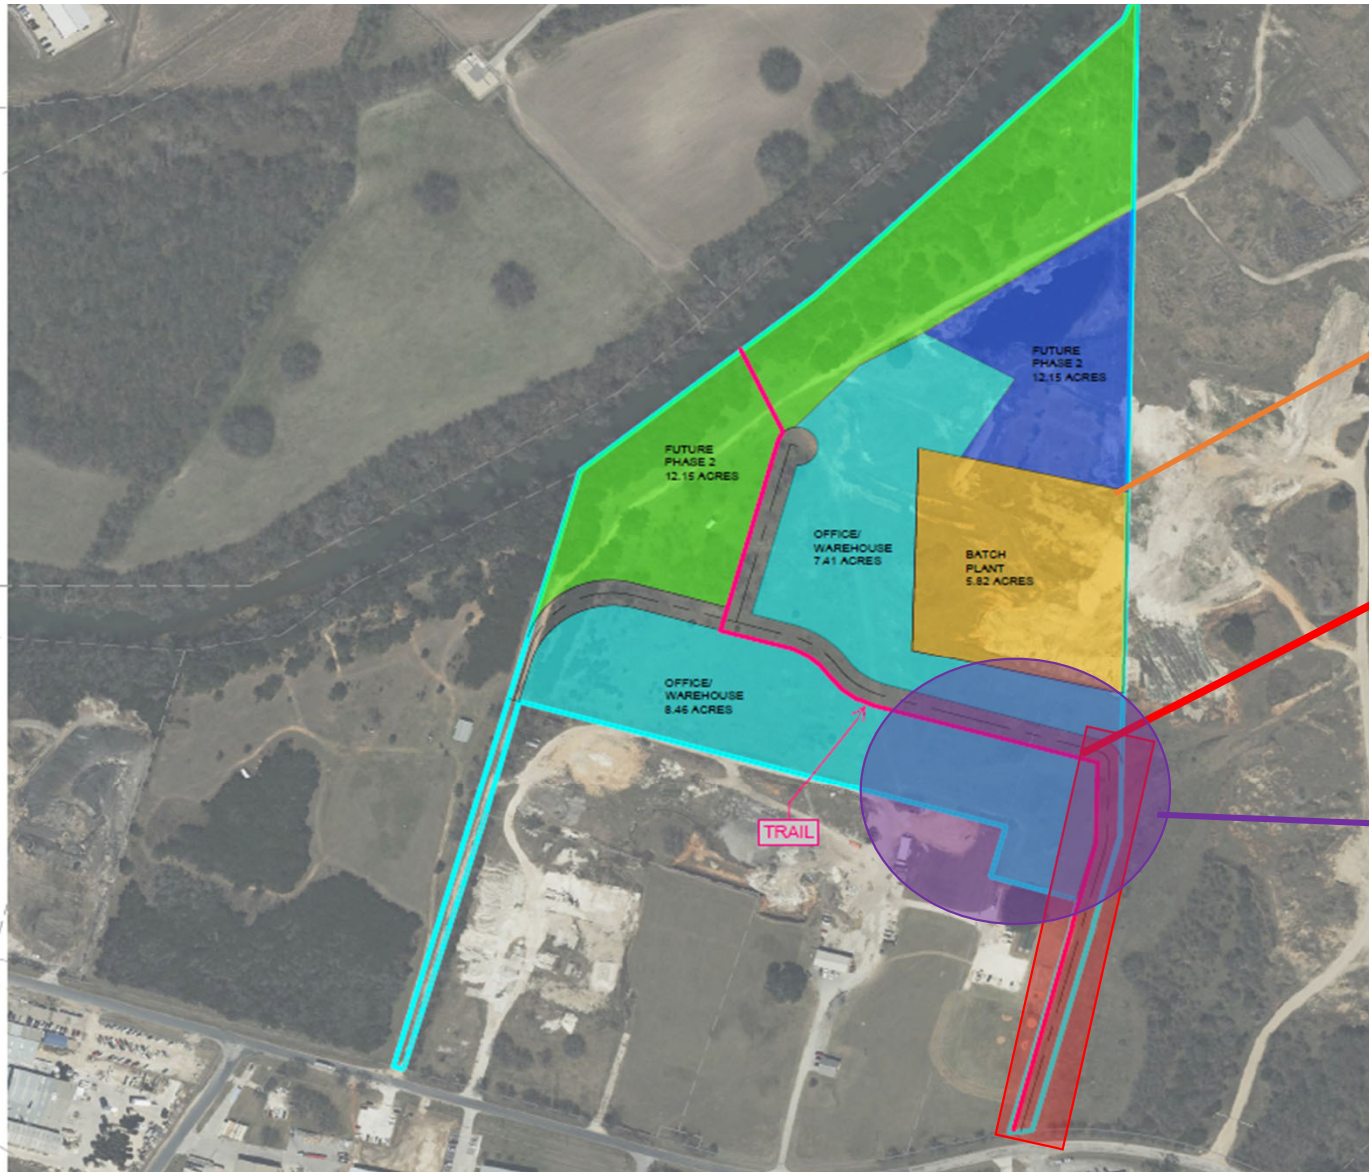 FUTURE
PHASE 2
12.15 ACRES
FUTURE
PHASE 2
12.15 ACRES
OFFICE/
WAREHOUSE
7.41 ACRES
BATCH
PLANT
5.82 ACRES
OFFICE/
WAREHOUSE
8.46 ACRES
TRAIL